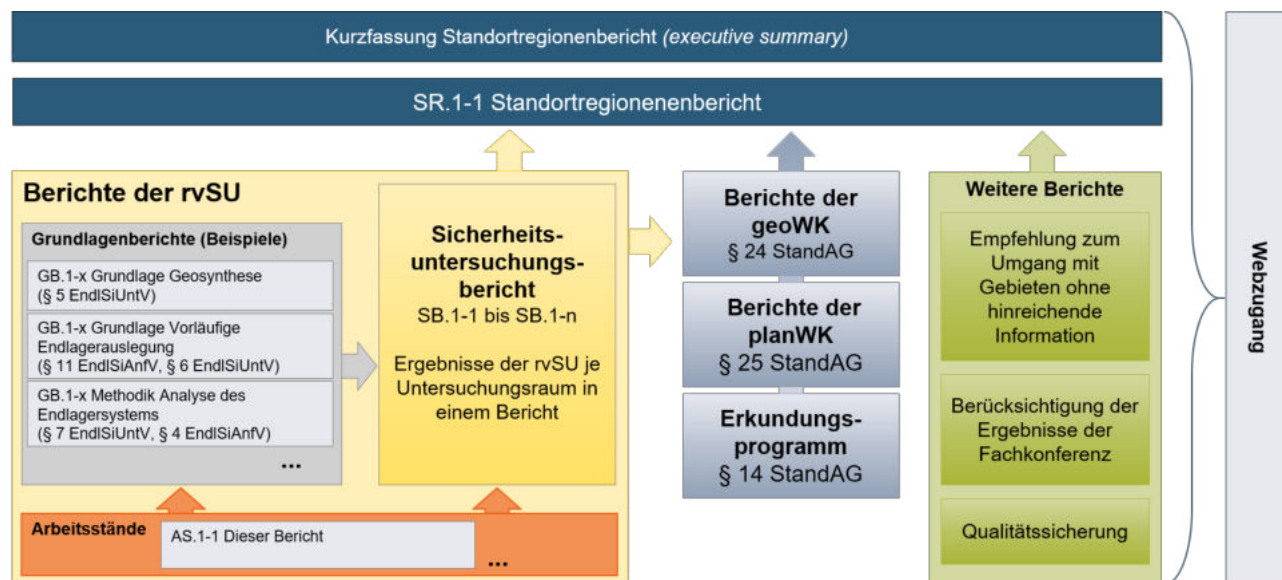 Kurzfassung Standortregionenbericht (executive summary)
SR.1-1 Standortregionenenbericht
Berichte der rvSU
Grundlagenberichte (Beispiele)
GB.1-x Grundlage Geosynthese
(§ 5 EndlSiUntV)
GB.1-x Grundlage Vorläufige
Endlagerauslegung
(§ 11 EndlSiAnfV, § 6 EndlSiUntV)
GB.1-x Methodik Analyse des
Endlagersystems
(§ 7 EndlSiUntV, § 4 EndlSiAnfV)
...
Sicherheits-
untersuchungs-
bericht
SB.1-1 bis SB.1-n
Ergebnisse der rvSU je
Untersuchungsraum in
einem Bericht
Arbeitsstände
AS.1-1 Dieser Bericht
...
Berichte der
geoWK
§ 24 StandAG
Berichte der
planWK
§ 25 StandAG
Erkundungs-
programm
§ 14 StandAG
Weitere Berichte
Empfehlung zum
Umgang mit
Gebieten ohne
hinreichende
Information
Berücksichtigung der
Ergebnisse der
Fachkonferenz
Qualitätssicherung
Webzugang